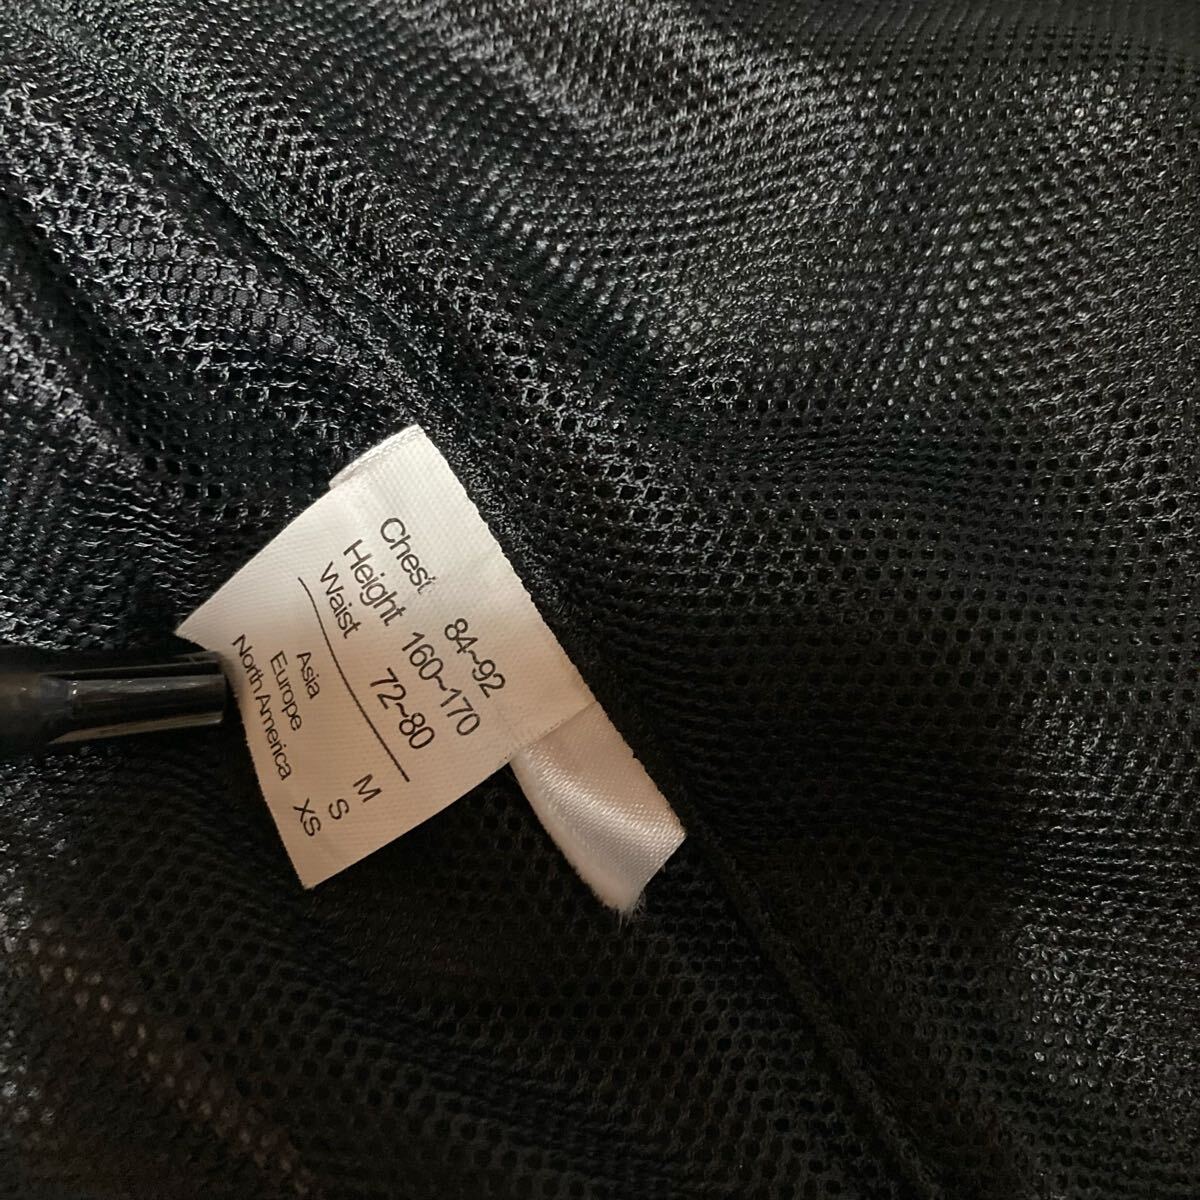 Chest 84~92
Height 160~170
Waist 72~80
Asia M
Europe S
North America XS